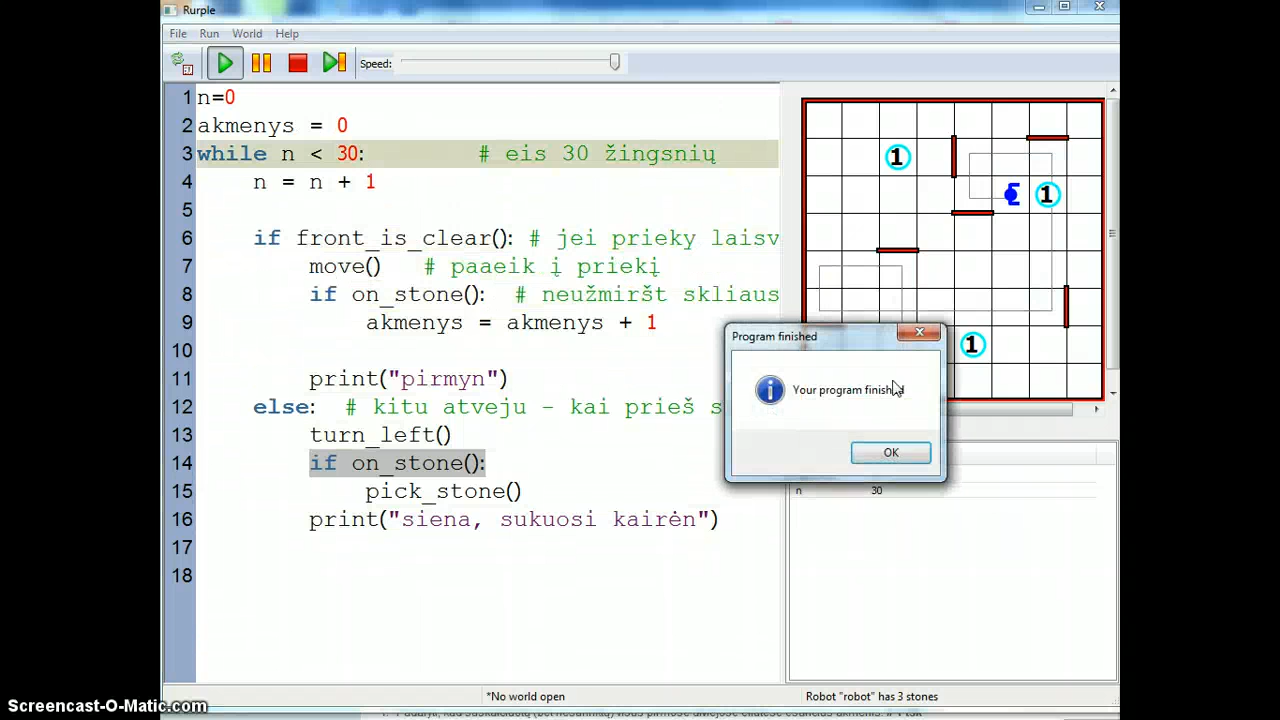 Rurple
File Run World Help
Speed:
1 n=0
2 akmenys = 0
3 while n < 30: # eis 30 žingsnių
4 n = n + 1
5
6 if front_is_clear(): # jei prieky laisv
7 move() # paaeik į priekį
8 if on_stone(): # neužmiršt skliaus
9 akmenys = akmenys + 1
10
11 print("pirmyn")
12 else: # kitu atveju - kai prieš s
13 turn_left()
14 if on_stone():
15 pick_stone()
16 print("siena, sukuosi kairėn")
17
18
1
1
1
Program finished
Your program finished
OK
n 30
*No world open
Robot "robot" has 3 stones
Screencast-O-Matic.com